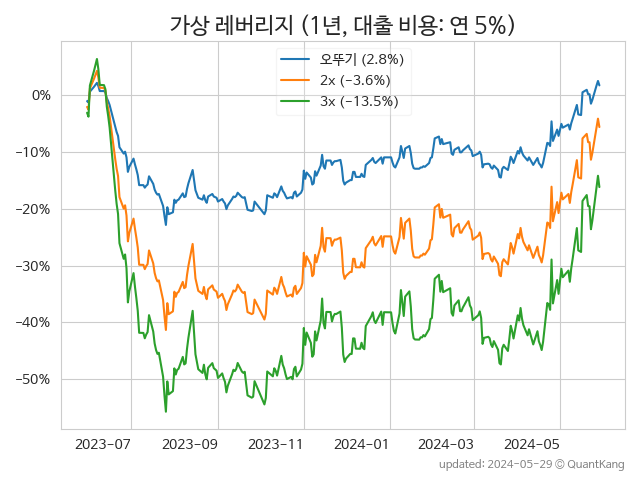 가상 레버리지 (1년, 대출 비용: 연 5%)
오뚜기 (2.8%)
2x (−3.6%)
3x (−13.5%)
0%
−10%
−20%
−30%
−40%
−50%
2023-07
2023-09
2023-11
2024-01
2024-03
2024-05
updated: 2024-05-29 © QuantKang